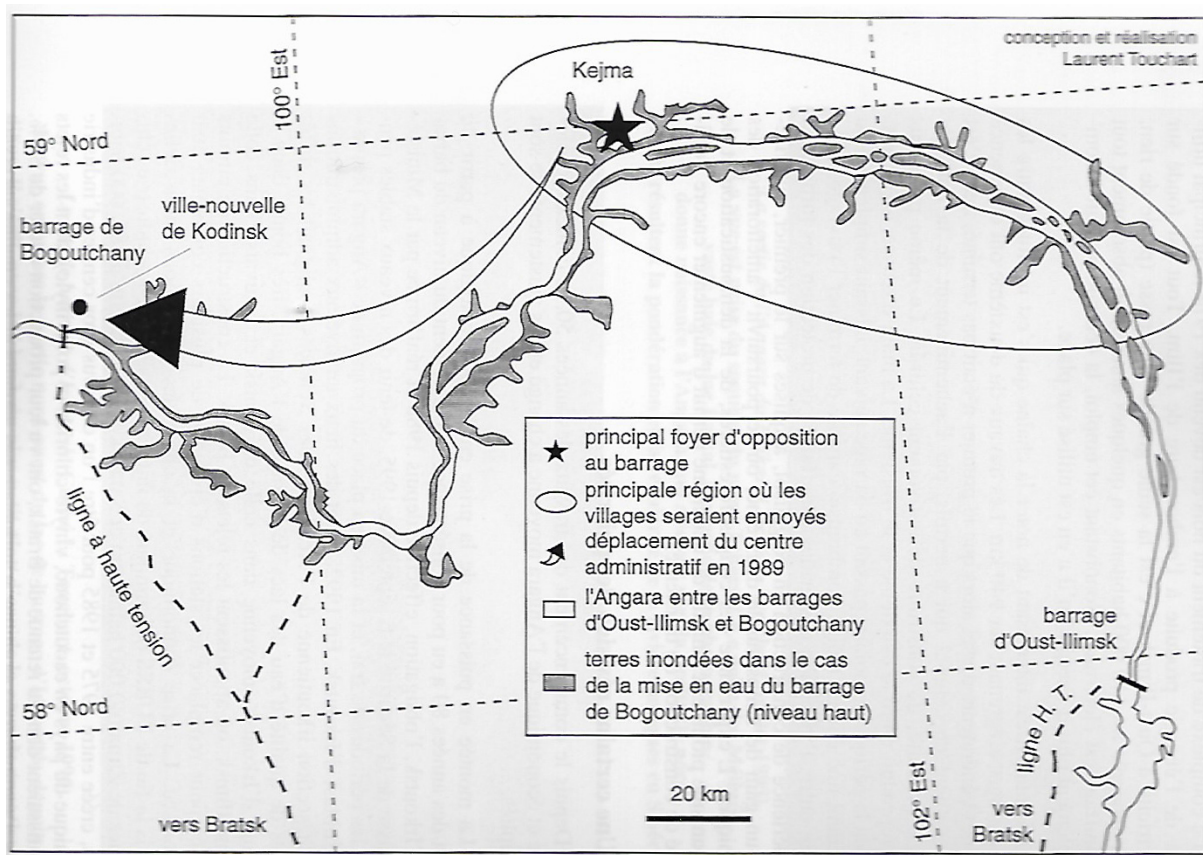 conception et réalisation
Laurent Touchart
Kejma
100° Est
59° Nord
ville-nouvelle
de Kodinsk
barrage de
Bogoutchany
principal foyer d'opposition
au barrage
principale région où les
villages seraient ennoyés
déplacement du centre
administratif en 1989
l'Angara entre les barrages
d'Oust-Ilimsk et Bogoutchany
terres inondées dans le cas
de la mise en eau du barrage
de Bogoutchany (niveau haut)
ligne à haute tension
barrage
d'Oust-Ilimsk
58° Nord
ligne H. T.
20 km
102° Est
vers Bratsk
vers
Bratsk